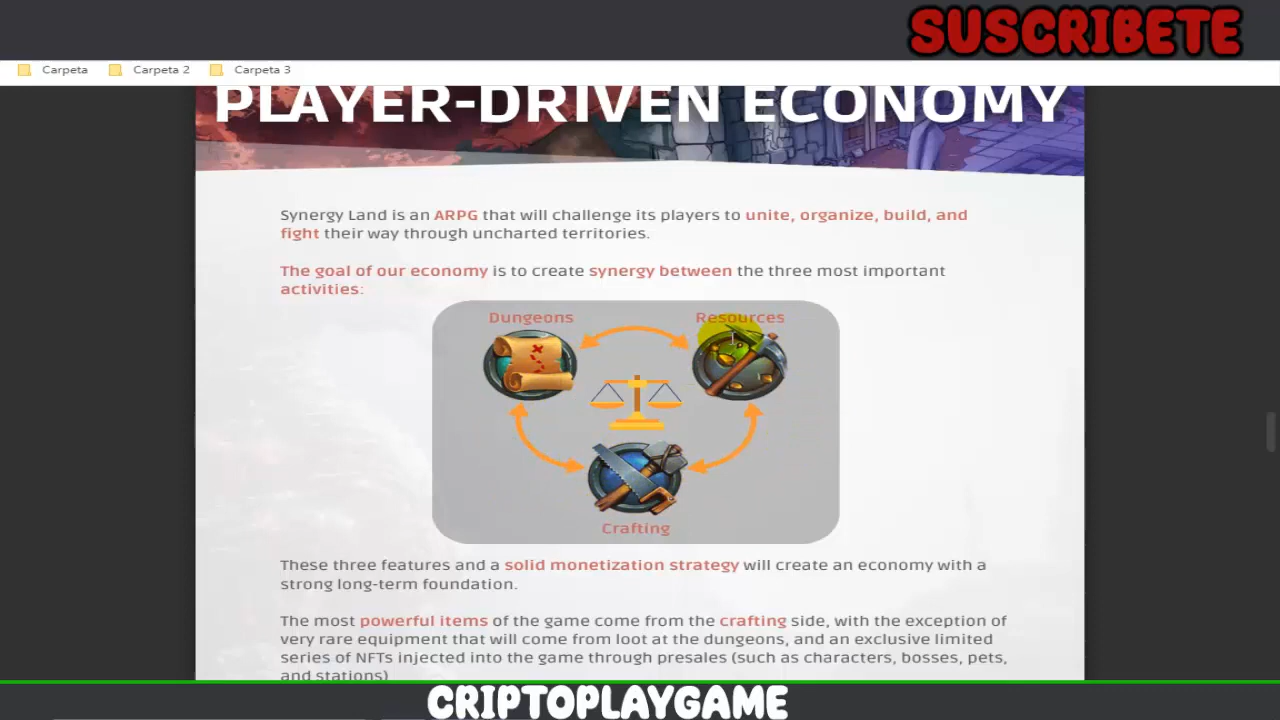 SUSCRIBETE
Carpeta Carpeta 2 Carpeta 3
PLAYER-DRIVEN ECONOMY
Synergy Land is an ARPG that will challenge its players to unite, organize, build, and
fight their way through uncharted territories.
The goal of our economy is to create synergy between the three most important
activities:
Dungeons Resources
Crafting
These three features and a solid monetization strategy will create an economy with a
strong long-term foundation.
The most powerful items of the game come from the crafting side, with the exception of
very rare equipment that will come from loot at the dungeons, and an exclusive limited
series of NFTs injected into the game through presales (such as characters, bosses, pets,
and stations)
CRIPTOPLAYGAME